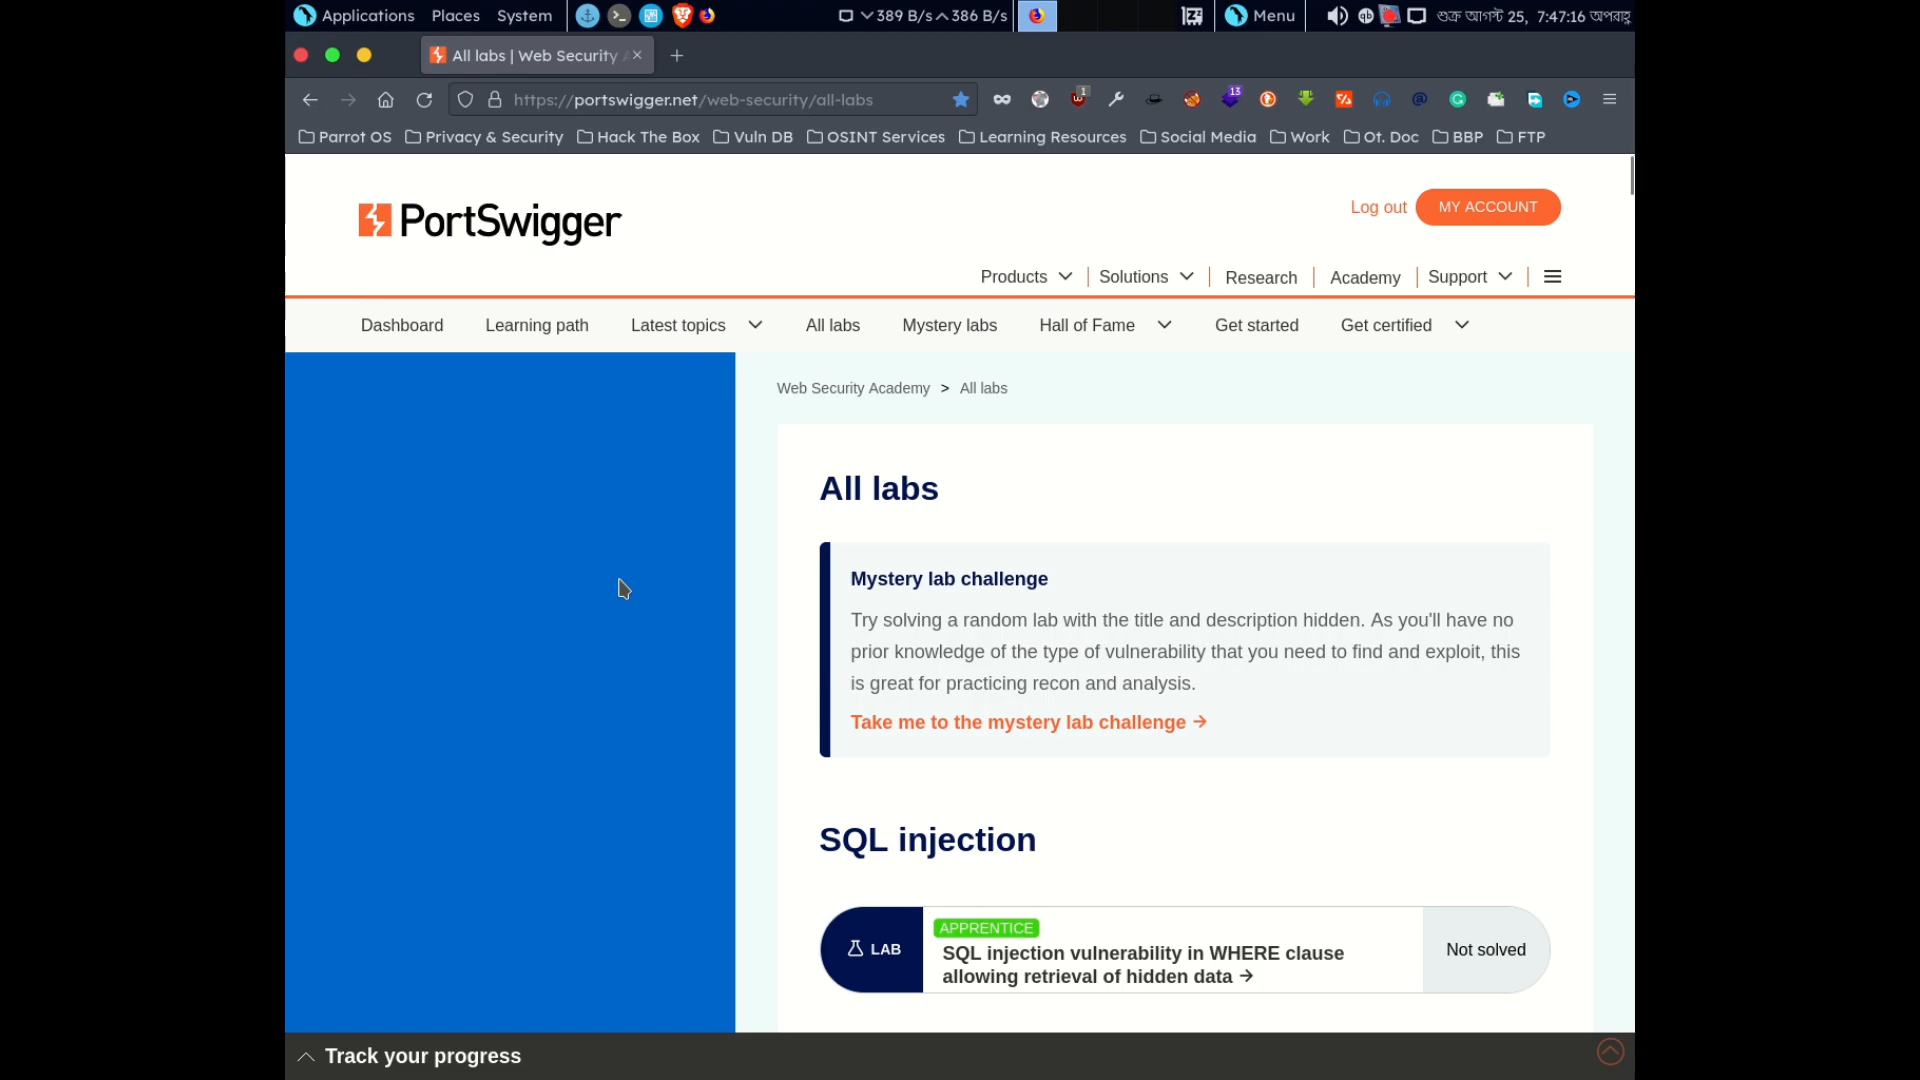 Applications Places System 389 B/s 386 B/s Menu শুক্র আগস্ট 25, 7:47:16 অপরাহ্ণ
All labs | Web Security
https://portswigger.net/web-security/all-labs 1 13
Parrot OS Privacy & Security Hack The Box Vuln DB OSINT Services Learning Resources Social Media Work Ot. Doc BBP FTP
PortSwigger
Log out MY ACCOUNT
Products Solutions Research Academy Support
Dashboard Learning path Latest topics All labs Mystery labs Hall of Fame Get started Get certified
Web Security Academy > All labs
All labs
Mystery lab challenge
Try solving a random lab with the title and description hidden. As you'll have no
prior knowledge of the type of vulnerability that you need to find and exploit, this
is great for practicing recon and analysis.
Take me to the mystery lab challenge →
SQL injection
APPRENTICE
LAB
SQL injection vulnerability in WHERE clause
allowing retrieval of hidden data →
Not solved
Track your progress